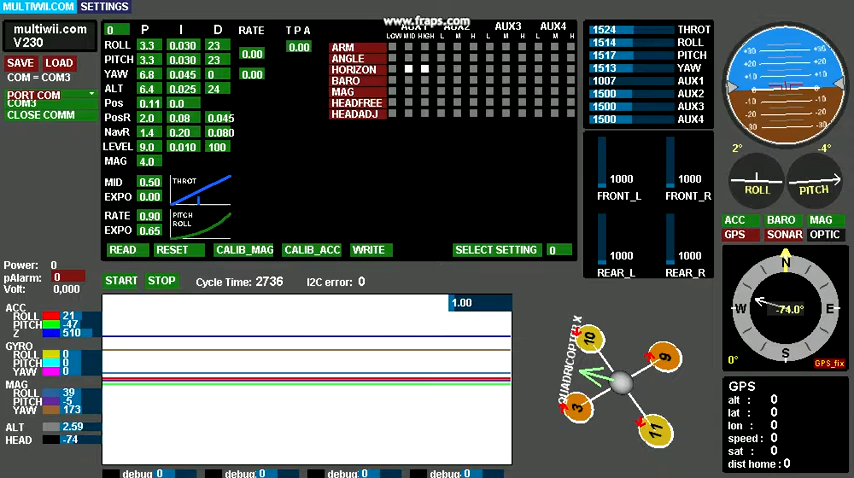 MULTIWII.COM SETTINGS
www.fraps.com
multiwii.com
V230
SAVE LOAD
COM = COM3
PORT COM
COM3
CLOSE COMM
0 P I D RATE T P A
ROLL 3.3 0.030 23 0.00
PITCH 3.3 0.030 23 0.00
YAW 6.8 0.045 0 0.00
ALT 6.4 0.025 24
Pos 0.11 0.0
PosR 2.0 0.08 0.045
NavR 1.4 0.20 0.080
LEVEL 9.0 0.010 100
MAG 4.0
MID 0.50 THROT
EXPO 0.00
RATE 0.90 PITCH
EXPO 0.65 ROLL
AUX1 AUX2 AUX3 AUX4
LOW MID HIGH L M H L M H L M H
ARM
ANGLE
HORIZON
BARO
MAG
HEADFREE
HEADADJ
READ RESET CALIB_MAG CALIB_ACC WRITE SELECT SETTING 0
1524 THROT
1514 ROLL
1517 PITCH
1513 YAW
1007 AUX1
1500 AUX2
1500 AUX3
1500 AUX4
1000 1000
FRONT_L FRONT_R
1000 1000
REAR_L REAR_R
+10 +10
+0 +0
-10 -10
2° -4°
ROLL PITCH
ACC BARO MAG
GPS SONAR OPTIC
N
W E
S
-74.0°
0° GPS_fix
GPS
alt : 0
lat : 0
lon : 0
speed : 0
sat : 0
dist home : 0
Power: 0
pAlarm: 0
Volt: 0,000
START STOP Cycle Time: 2736 I2C error: 0
1.00
ACC
ROLL 21
PITCH -47
Z 510
GYRO
ROLL 0
PITCH 0
YAW 0
MAG
ROLL 39
PITCH -5
YAW 173
ALT 2.59
HEAD -74
QUADRICOPTER X
10
9
3
11
debug 0 debug 0 debug 0 debug 0